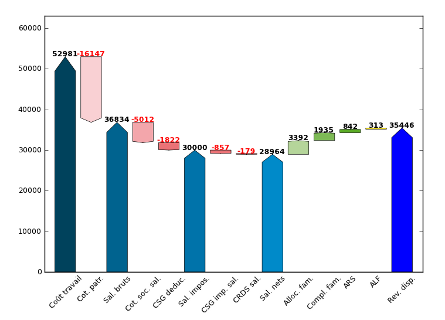 60000
50000
40000
30000
20000
10000
0
52981
-16147
36834
-5012
-1822
30000
-857
-179
28964
3392
1935
842
313
35446
Coût travail
Cot. patr.
Sal. bruts
Cot. soc. sal.
CSG deduc.
Sal. impos.
CSG imp. sal.
CRDS sal.
Sal. nets
Alloc. fam.
Compl. fam.
ARS
ALF
Rev. disp.